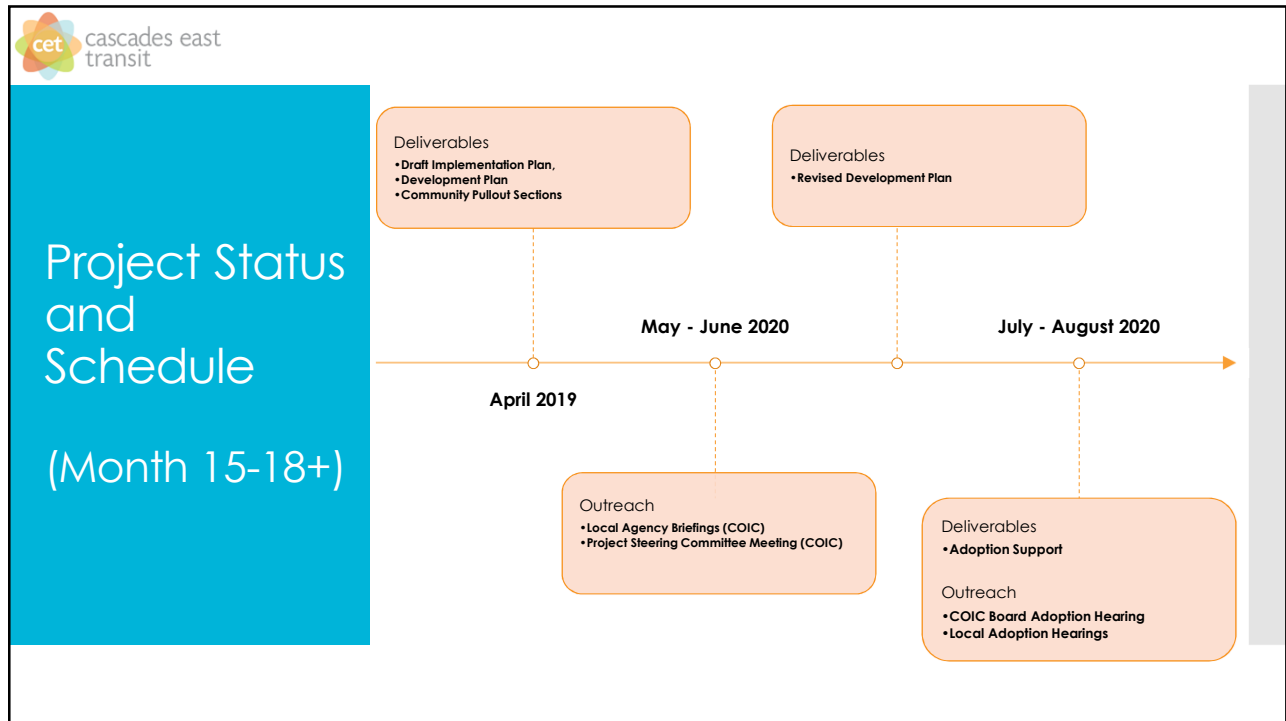 cet
cascades east
transit
Project Status
and
Schedule
(Month 15-18+)
Deliverables
•Draft Implementation Plan,
•Development Plan
•Community Pullout Sections
April 2019
May - June 2020
Outreach
•Local Agency Briefings (COIC)
•Project Steering Committee Meeting (COIC)
Deliverables
•Revised Development Plan
July - August 2020
Deliverables
•Adoption Support
Outreach
•COIC Board Adoption Hearing
•Local Adoption Hearings